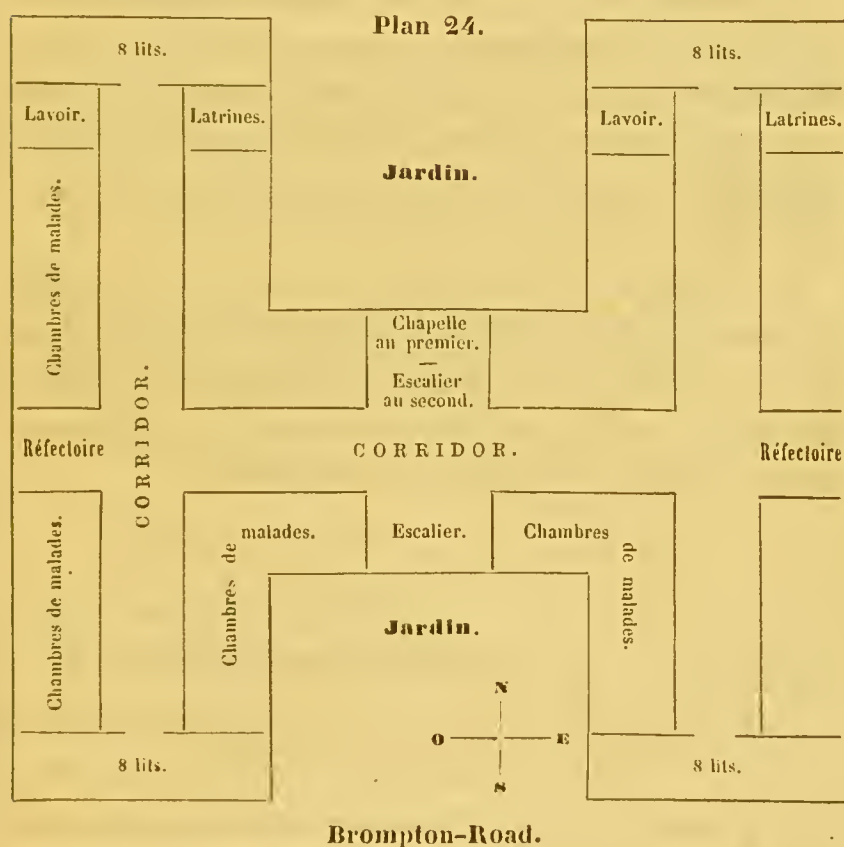 Plan 24.
8 lits.
8 lits.
Lavoir.
Latrines.
Lavoir.
Latrines.
Jardin.
Chambres de malades.
Chapelle
au premier.
—
Escalier
au second.
Réfectoire
CORRIDOR.
CORRIDOR.
Réfectoire
Chambres de malades.
Chambres de
malades.
Escalier.
Chambres
de malades.
Jardin.
N
O
E
S
8 lits.
8 lits.
Brompton-Road.